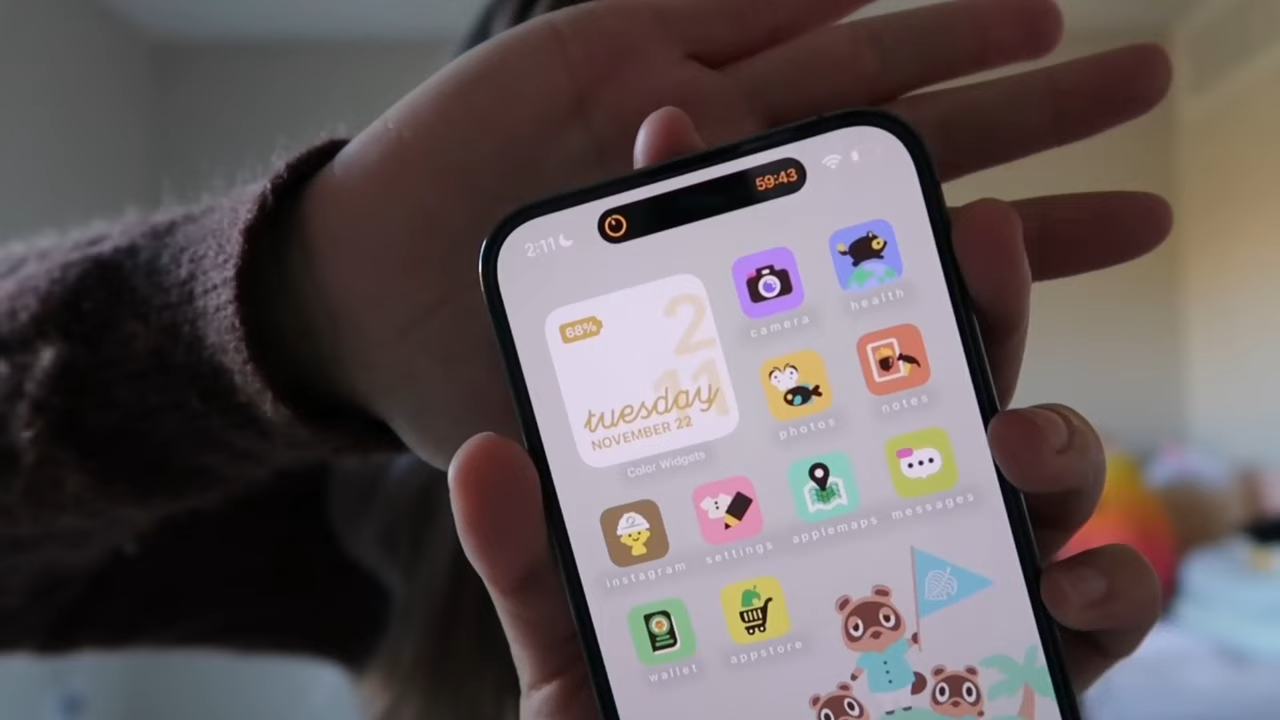 2:11
59:43
68%
2
11
tuesday
NOVEMBER 22
Color Widgets
camera
health
photos
notes
instagram
settings
applemaps
messages
wallet
appstore